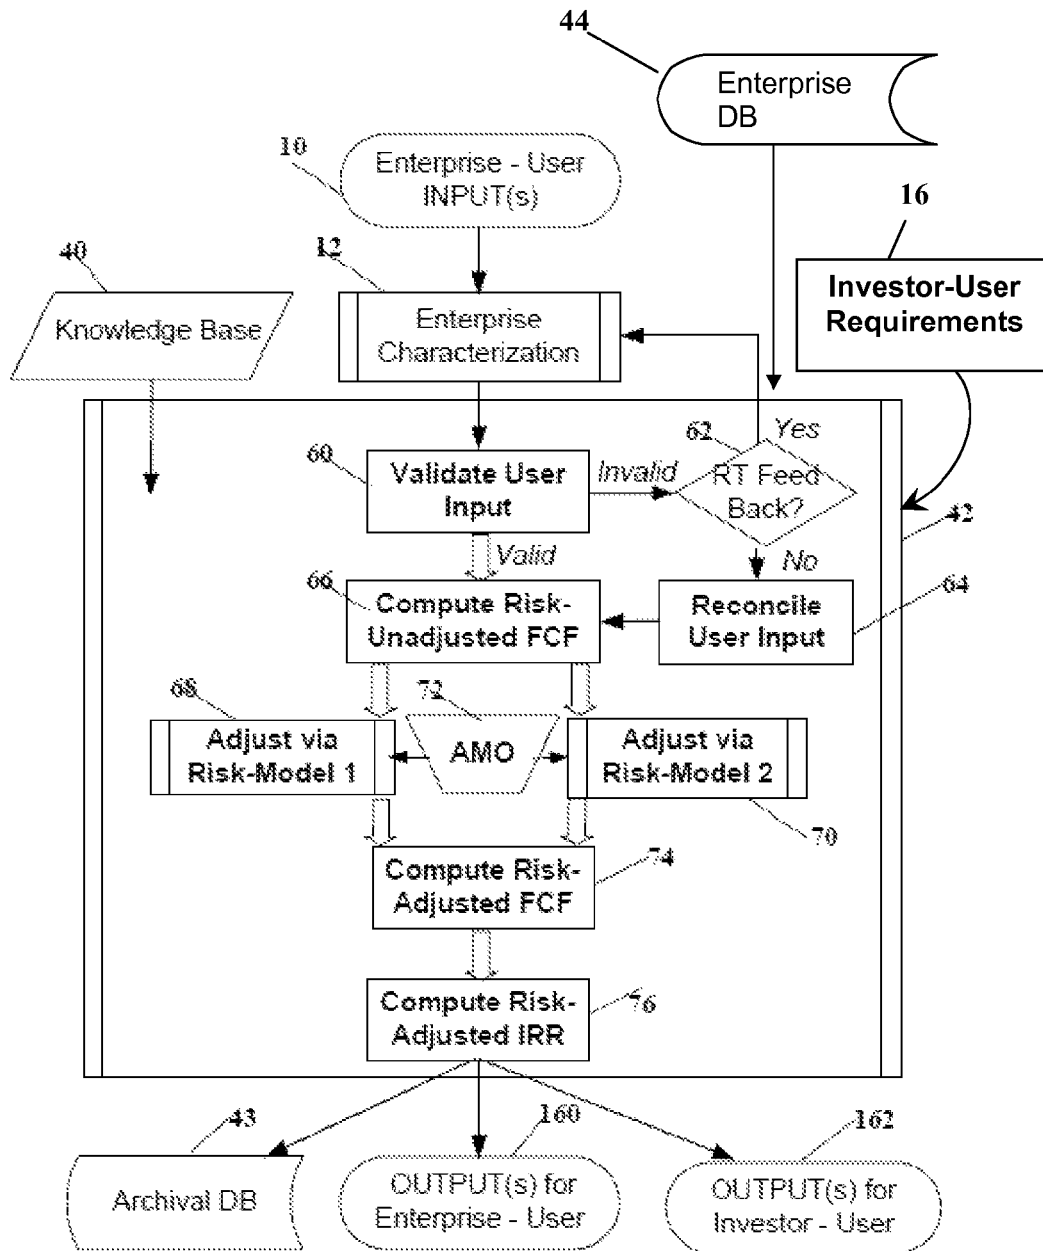 44
Enterprise
DB
10
Enterprise - User
INPUT(s)
16
12
40
Investor-User
Requirements
Knowledge Base
Enterprise
Characterization
62
Yes
60
Validate User
Input
Invalid
RT Feed
Back?
42
Valid
No
66
Compute Risk-
Unadjusted FCF
Reconcile
User Input
64
68
72
Adjust via
Risk-Model 1
AMO
Adjust via
Risk-Model 2
70
Compute Risk-
Adjusted FCF
74
Compute Risk-
Adjusted IRR
76
43
160
162
Archival DB
OUTPUT(s) for
Enterprise - User
OUTPUT(s) for
Investor - User